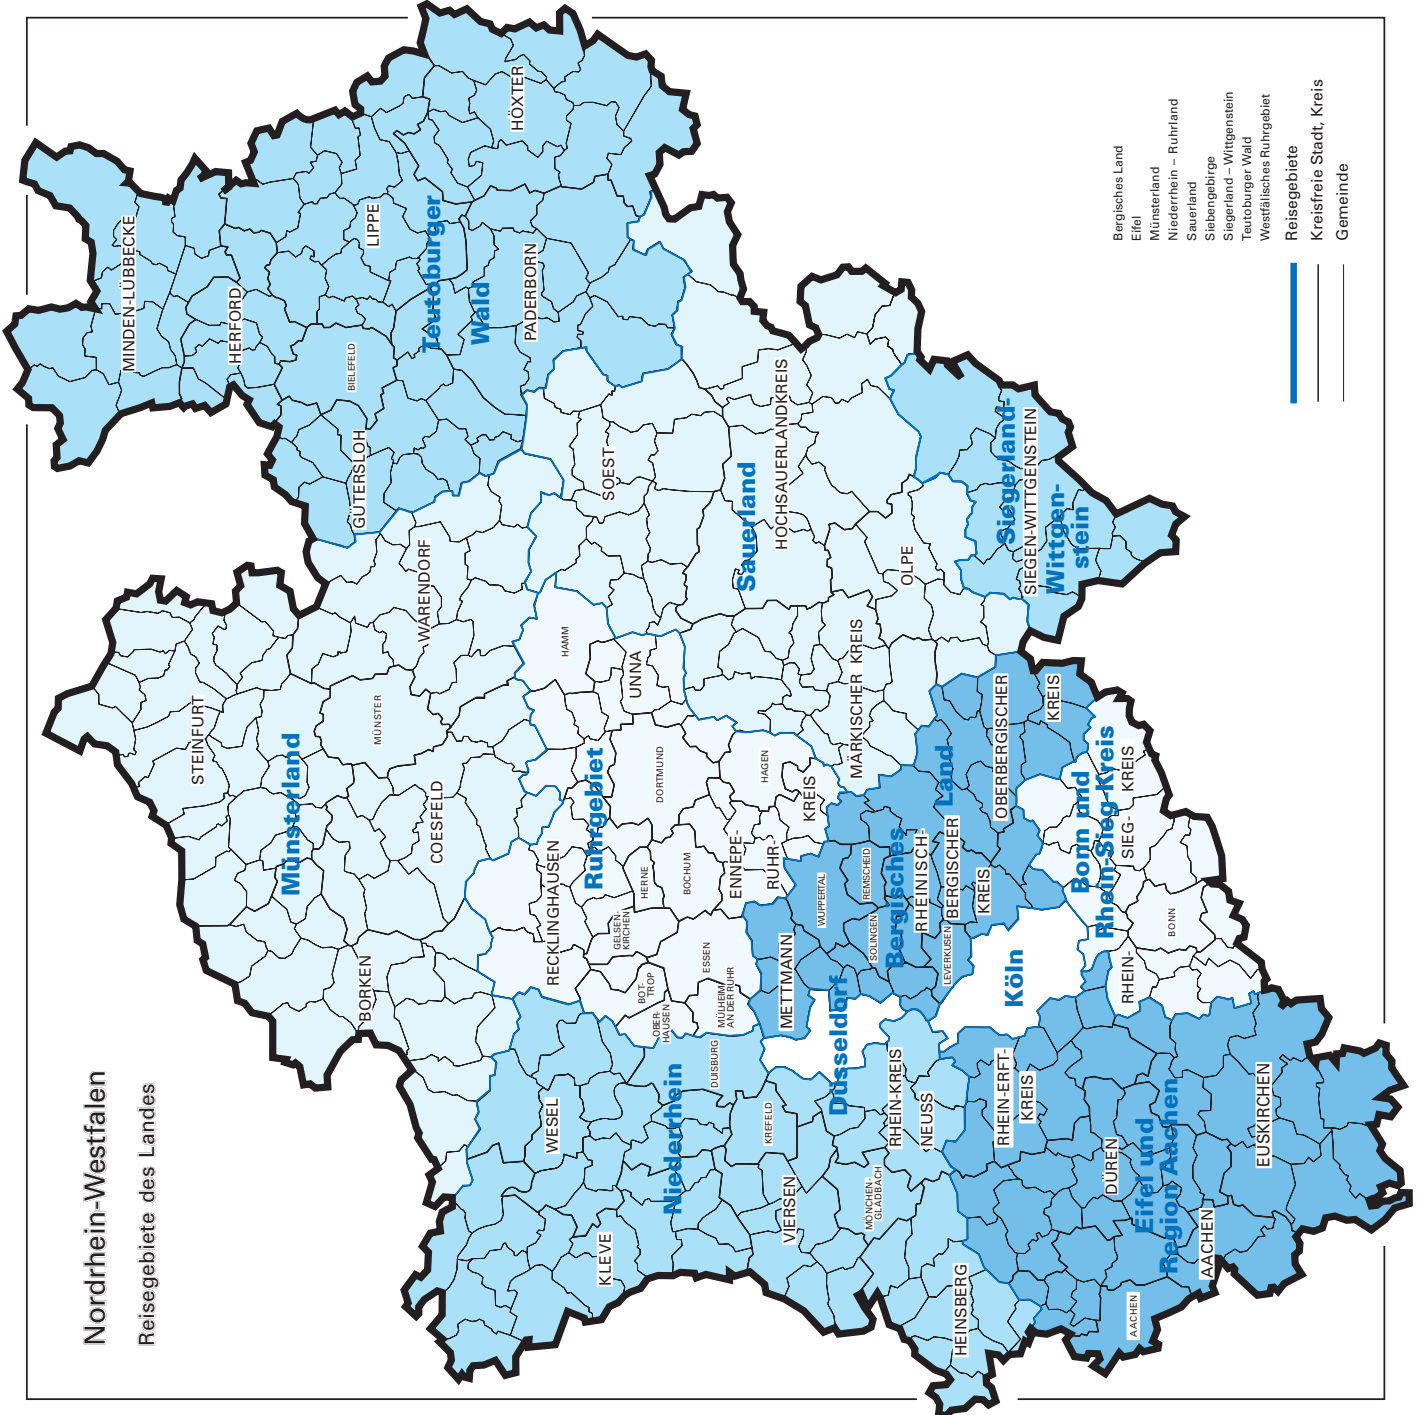 Nordrhein-Westfalen
Reisegebiete des Landes
STEINFURT
Münsterland
MÜNSTER
BORKEN
COESFELD
WARENDORF
MINDEN-LÜBBECKE
HERFORD
BIELEFELD
GÜTERSLOH
LIPPE
Teutoburger
Wald
HÖXTER
PADERBORN
KLEVE
WESEL
Niederrhein
DUISBURG
KREFELD
VIERSEN
MÖNCHEN-
GLADBACH
RHEIN-KREIS
NEUSS
HEINSBERG
RECKLINGHAUSEN
Ruhrgebiet
BOT-
TROP
OBER-
HAUSEN
GELSEN-
KIRCHEN
HERNE
BOCHUM
ESSEN
MÜLHEIM
AN DER RUHR
DORTMUND
HAMM
UNNA
HAGEN
ENNEPE-
RUHR-
KREIS
SOEST
Sauerland
HOCHSAUERLANDKREIS
MÄRKISCHER KREIS
OLPE
Siegerland-
SIEGEN-WITTGENSTEIN
Wittgen-
stein
METTMANN
Düsseldorf
WUPPERTAL
REMSCHEID
SOLINGEN
Bergisches
Land
RHEINISCH-
BERGISCHER
KREIS
LEVERKUSEN
OBERBERGISCHER
KREIS
Köln
Bonn und
Rhein-Sieg-Kreis
RHEIN-
SIEG-
KREIS
BONN
RHEIN-ERFT-
KREIS
DÜREN
Eifel und
Region Aachen
AACHEN
AACHEN
EUSKIRCHEN
Bergisches Land
Eifel
Münsterland
Niederrhein – Ruhrland
Sauerland
Siebengebirge
Siegerland – Wittgenstein
Teutoburger Wald
Westfälisches Ruhrgebiet
Reisegebiete
Kreisfreie Stadt, Kreis
Gemeinde